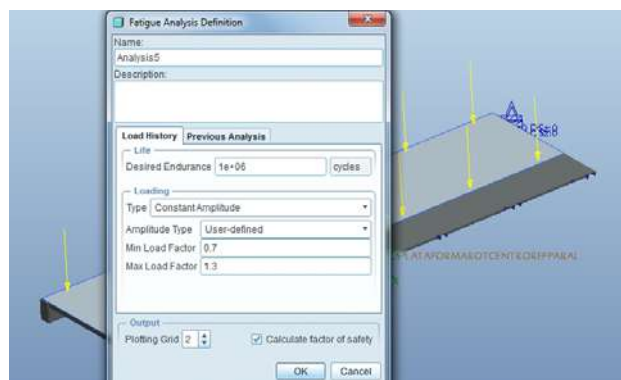 Fatigue Analysis Definition
Name:
Analysis5
Description:
Load History Previous Analysis
Life
Desired Endurance 1e+06 cycles
Loading
Type Constant Amplitude
Amplitude Type User-defined
Min Load Factor 0.7
Max Load Factor 1.3
Output
Plotting Grid 2 Calculate factor of safety
OK Cancel